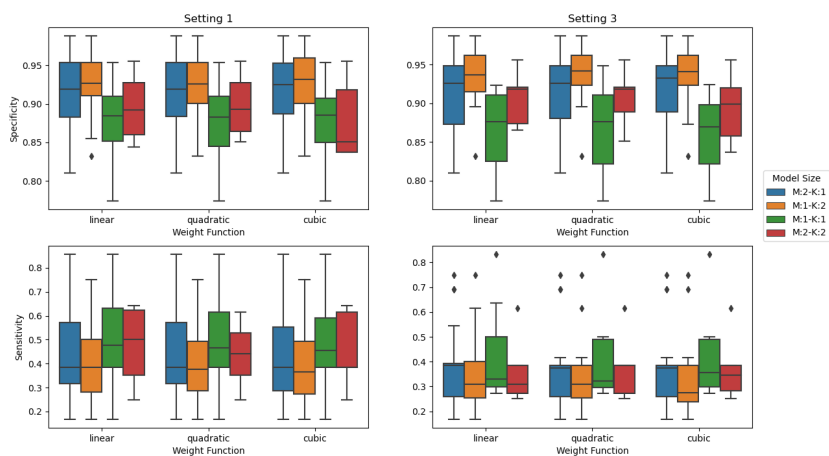 Setting 1
Setting 3
Specificity
0.95
0.90
0.85
0.80
linear
quadratic
cubic
Weight Function
0.95
0.90
0.85
0.80
linear
quadratic
cubic
Weight Function
Model Size
M:2-K:1
M:1-K:2
M:1-K:1
M:2-K:2
Sensitivity
0.8
0.7
0.6
0.5
0.4
0.3
0.2
linear
quadratic
cubic
Weight Function
0.8
0.7
0.6
0.5
0.4
0.3
0.2
linear
quadratic
cubic
Weight Function